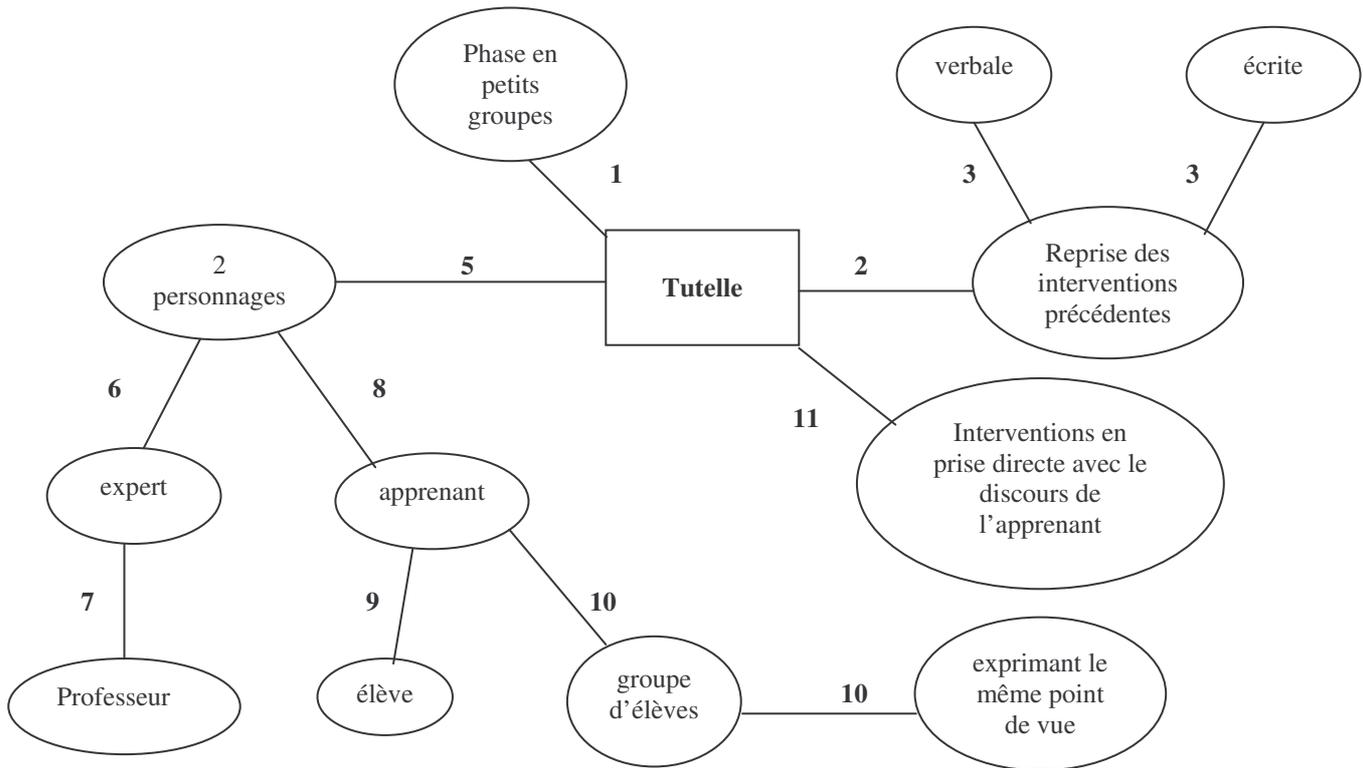 Phase en
petits
groupes
verbale
écrite
1
3
3
2
personnages
5
Tutelle
2
Reprise des
interventions
précédentes
6
8
11
Interventions en
prise directe avec le
discours de
l'apprenant
expert
apprenant
7
9
10
Professeur
élève
groupe
d'élèves
10
exprimant le
même point
de vue